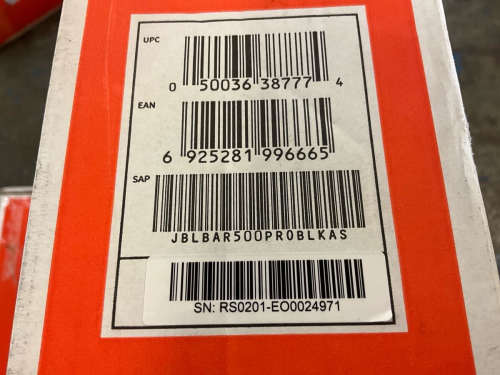 UPC
0 50036 38777 4
EAN
6 925281 996665
SAP
JBLBAR500PROBLKAS
SN: RS0201-EO0024971